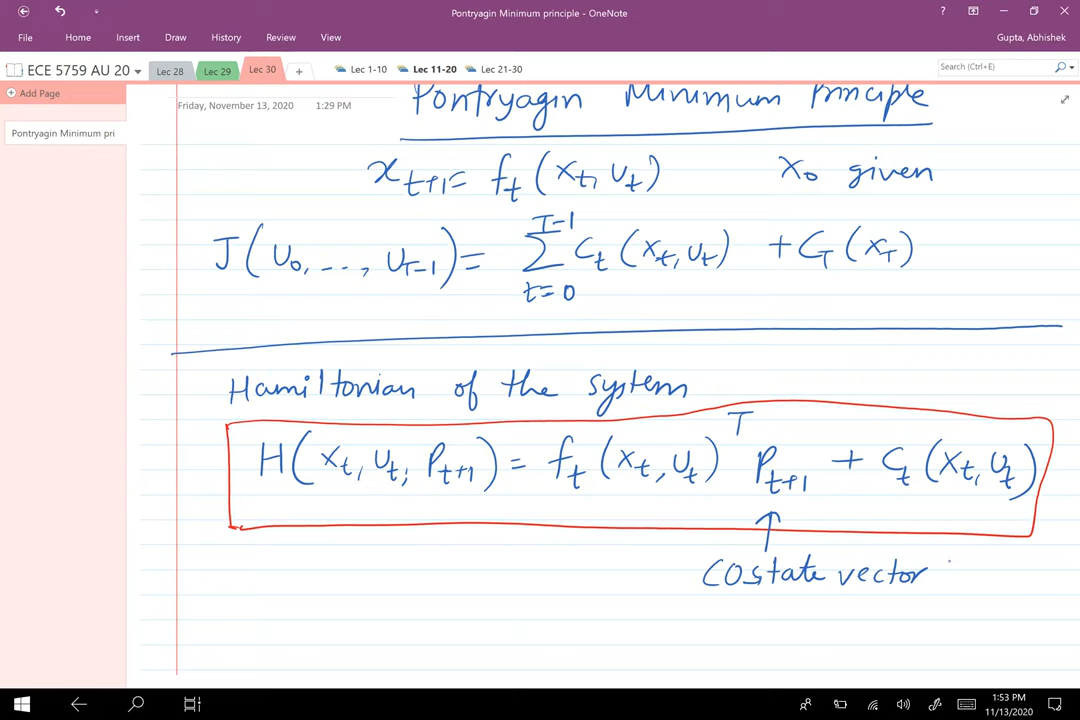 Pontryagin Minimum principle - OneNote
?
File Home Insert Draw History Review View
Gupta, Abhishek
ECE 5759 AU 20
Lec 28
Lec 29
Lec 30
+
Lec 1-10
Lec 11-20
Lec 21-30
Search (Ctrl+E)
Add Page
Pontryagin Minimum pri
Friday, November 13, 2020 1:29 PM
Pontryagin Minimum Principle
x_{t+1} = f_t (x_t, u_t) x_0 given
J(u_0, ..., u_{T-1}) = \sum_{t=0}^{T-1} C_t (x_t, u_t) + C_T (x_T)
Hamiltonian of the system
H(x_t, u_t, p_{t+1}) = f_t (x_t, u_t)^T p_{t+1} + C_t (x_t, u_t)
↑
costate vector
1:53 PM
11/13/2020